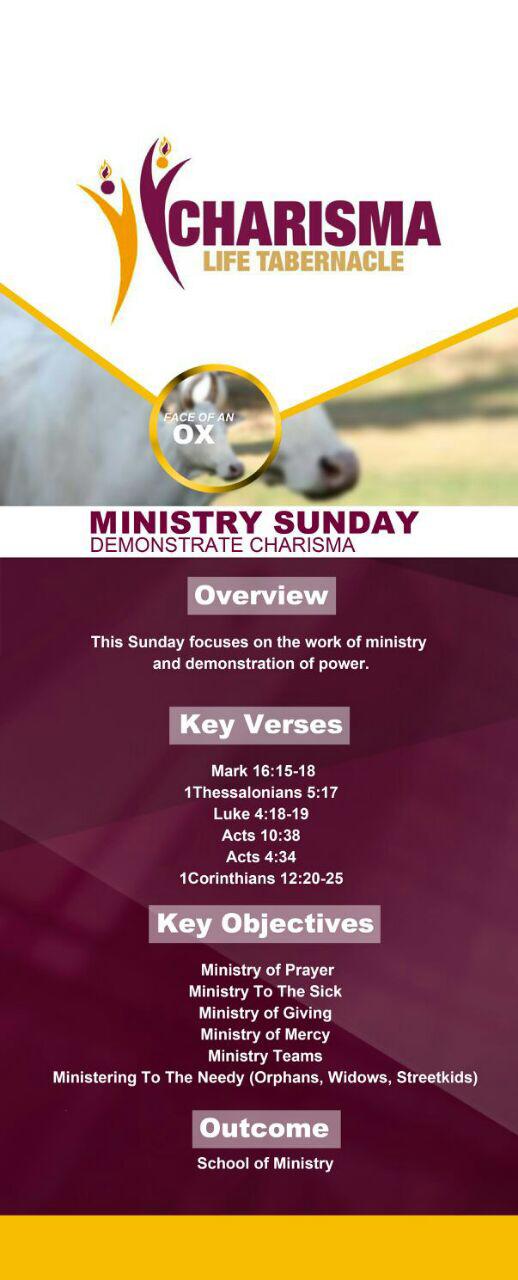 CHARISMA
LIFE TABERNACLE
FACE OF AN
OX
MINISTRY SUNDAY
DEMONSTRATE CHARISMA
Overview
This Sunday focuses on the work of ministry
and demonstration of power.
Key Verses
Mark 16:15-18
1Thessalonians 5:17
Luke 4:18-19
Acts 10:38
Acts 4:34
1Corinthians 12:20-25
Key Objectives
Ministry of Prayer
Ministry To The Sick
Ministry of Giving
Ministry of Mercy
Ministry Teams
Ministering To The Needy (Orphans, Widows, Streetkids)
Outcome
School of Ministry